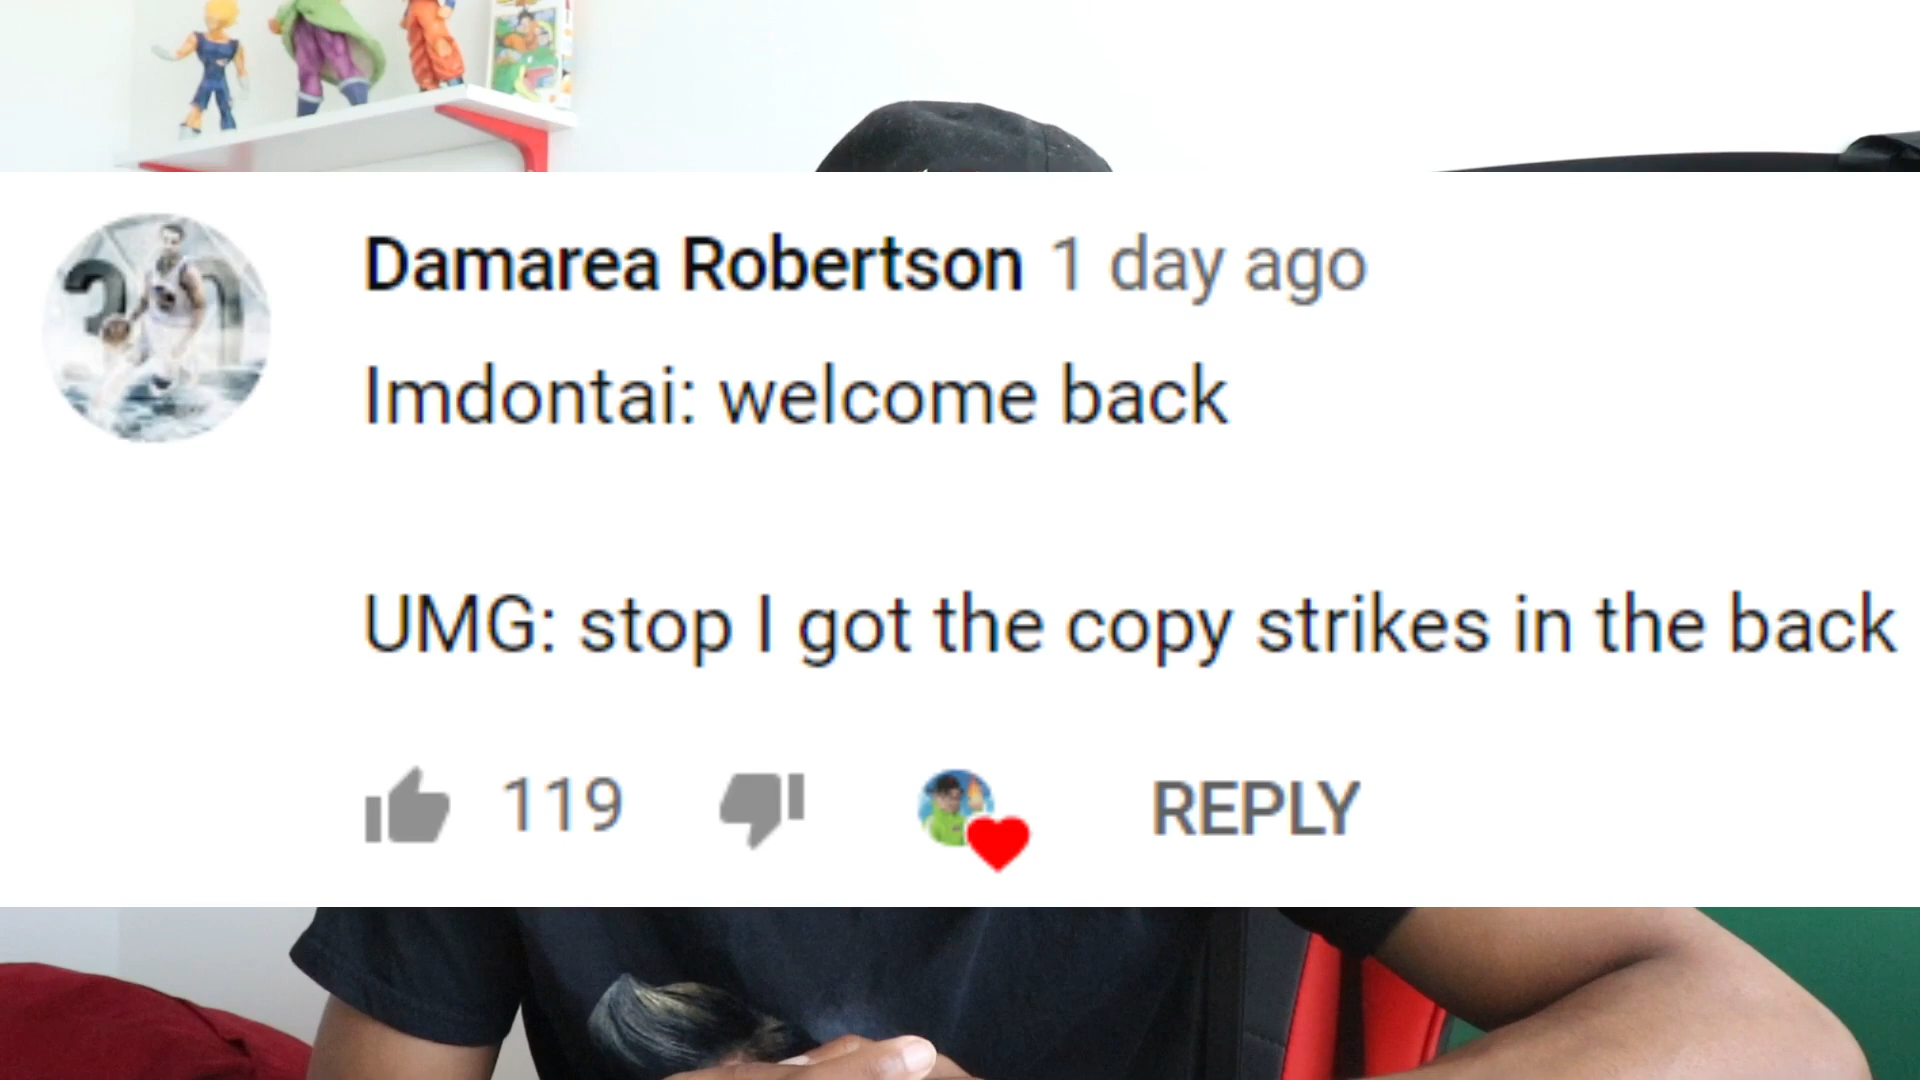 Damarea Robertson 1 day ago
Imdontai: welcome back
UMG: stop I got the copy strikes in the back
119
REPLY